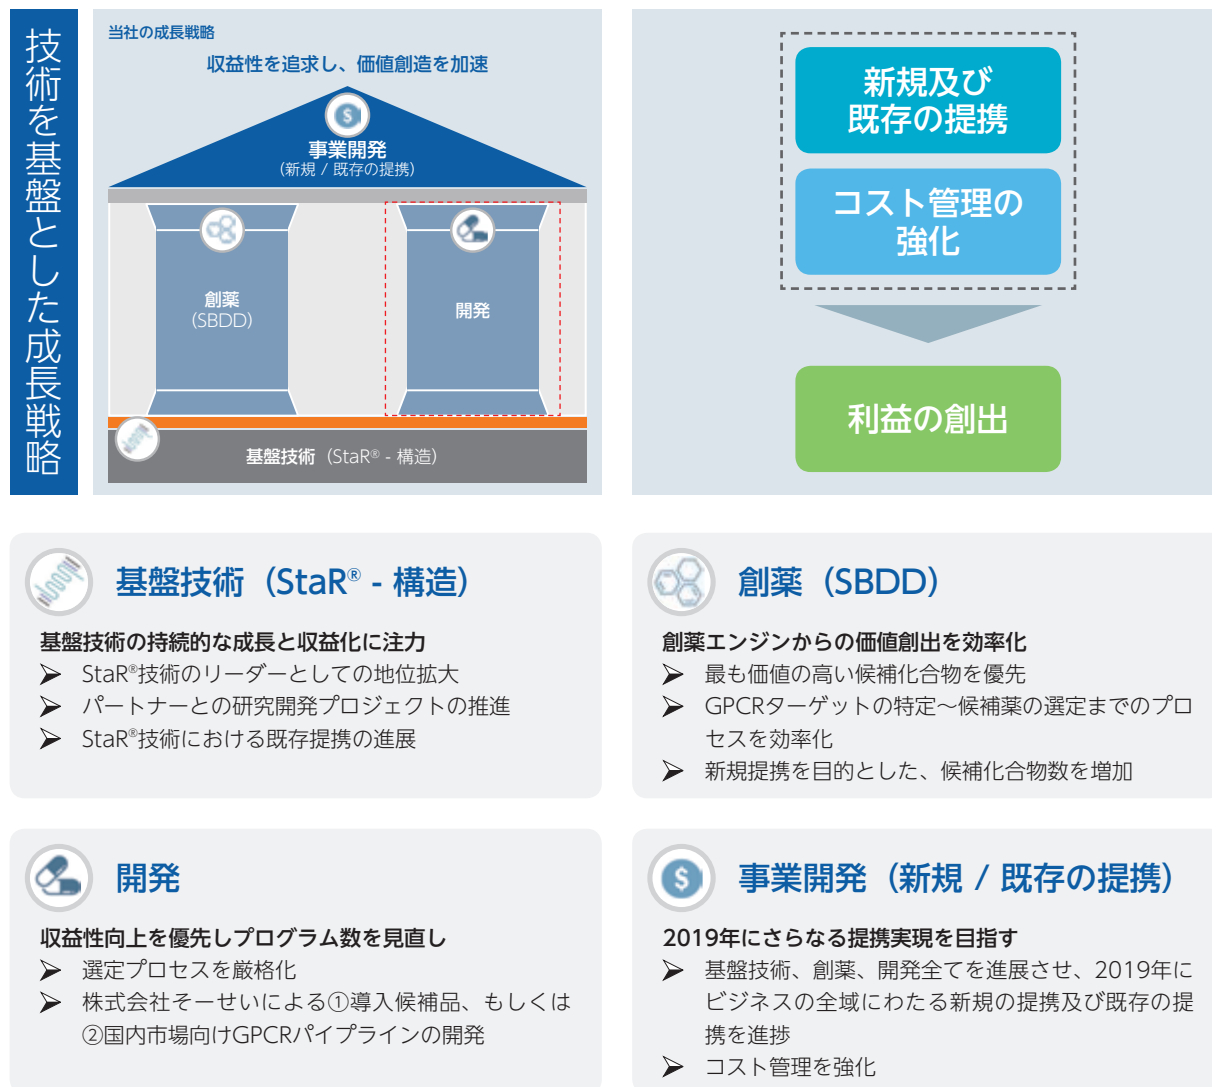 技術を基盤とした成長戦略
当社の成長戦略
収益性を追求し、価値創造を加速
事業開発
(新規 / 既存の提携)
創薬
(SBDD)
開発
基盤技術（StaR® - 構造）
新規及び
既存の提携
コスト管理の
強化
利益の創出
基盤技術（StaR® - 構造）
基盤技術の持続的な成長と収益化に注力
➤ StaR®技術のリーダーとしての地位拡大
➤ パートナーとの研究開発プロジェクトの推進
➤ StaR®技術における既存提携の進展
創薬（SBDD）
創薬エンジンからの価値創出を効率化
➤ 最も価値の高い候補化合物を優先
➤ GPCRターゲットの特定～候補薬の選定までのプロ
セスを効率化
➤ 新規提携を目的とした、候補化合物数を増加
開発
収益性向上を優先しプログラム数を見直し
➤ 選定プロセスを厳格化
➤ 株式会社そーせいによる①導入候補品、もしくは
②国内市場向けGPCRパイプラインの開発
事業開発（新規 / 既存の提携）
2019年にさらなる提携実現を目指す
➤ 基盤技術、創薬、開発全てを進展させ、2019年に
ビジネスの全域にわたる新規の提携及び既存の提
携を進捗
➤ コスト管理を強化